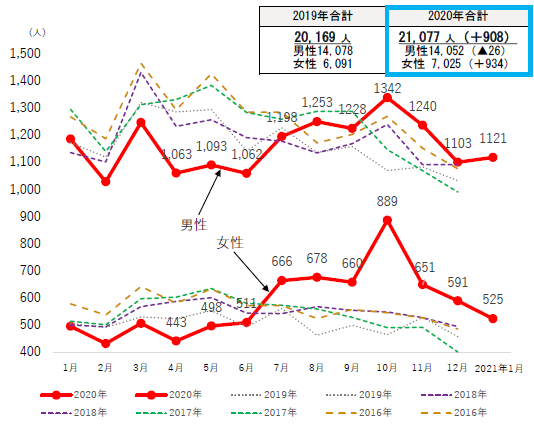 (人)
2019年合計
2020年合計
20,169 人
21,077 人 (＋908)
男性14,078
男性14,052 (▲26)
女性 6,091
女性 7,025 (＋934)
1,500
1,400
1,300
1,200
1,100
1,000
900
800
700
600
500
400
1,063
1,093
1,062
1,198
1,253
1228
1342
1240
1103
1121
男性
女性
443
498
511
666
678
660
889
651
591
525
1月
2月
3月
4月
5月
6月
7月
8月
9月
10月
11月
12月
2021年1月
2020年
2020年
2019年
2019年
2018年
2018年
2017年
2017年
2016年
2016年